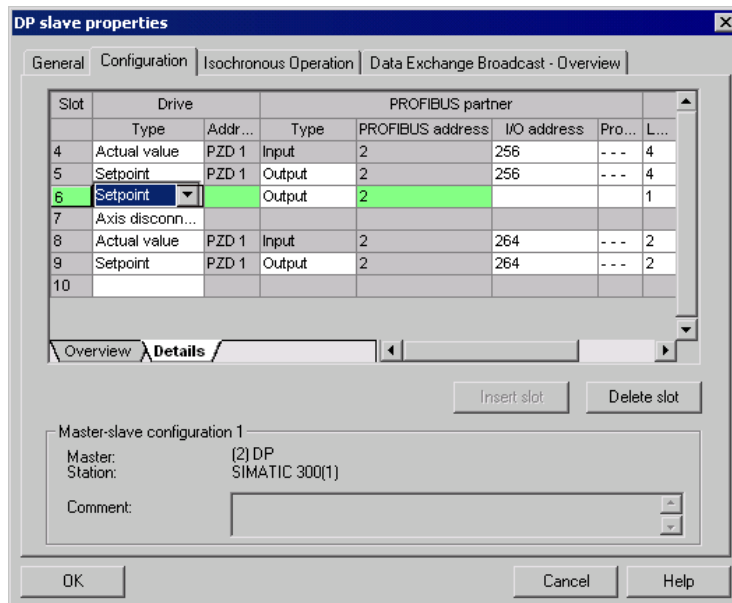 DP slave properties
General Configuration Isochronous Operation Data Exchange Broadcast - Overview
Slot Drive PROFIBUS partner
Type Addr... Type PROFIBUS address I/O address Pro... L...
4 Actual value PZD 1 Input 2 256 - - - 4
5 Setpoint PZD 1 Output 2 256 - - - 4
6 Setpoint Output 2 1
7 Axis disconn...
8 Actual value PZD 1 Input 2 264 - - - 2
9 Setpoint PZD 1 Output 2 264 - - - 2
10
Overview Details
Insert slot Delete slot
Master-slave configuration 1
Master: (2) DP
Station: SIMATIC 300(1)
Comment:
OK Cancel Help